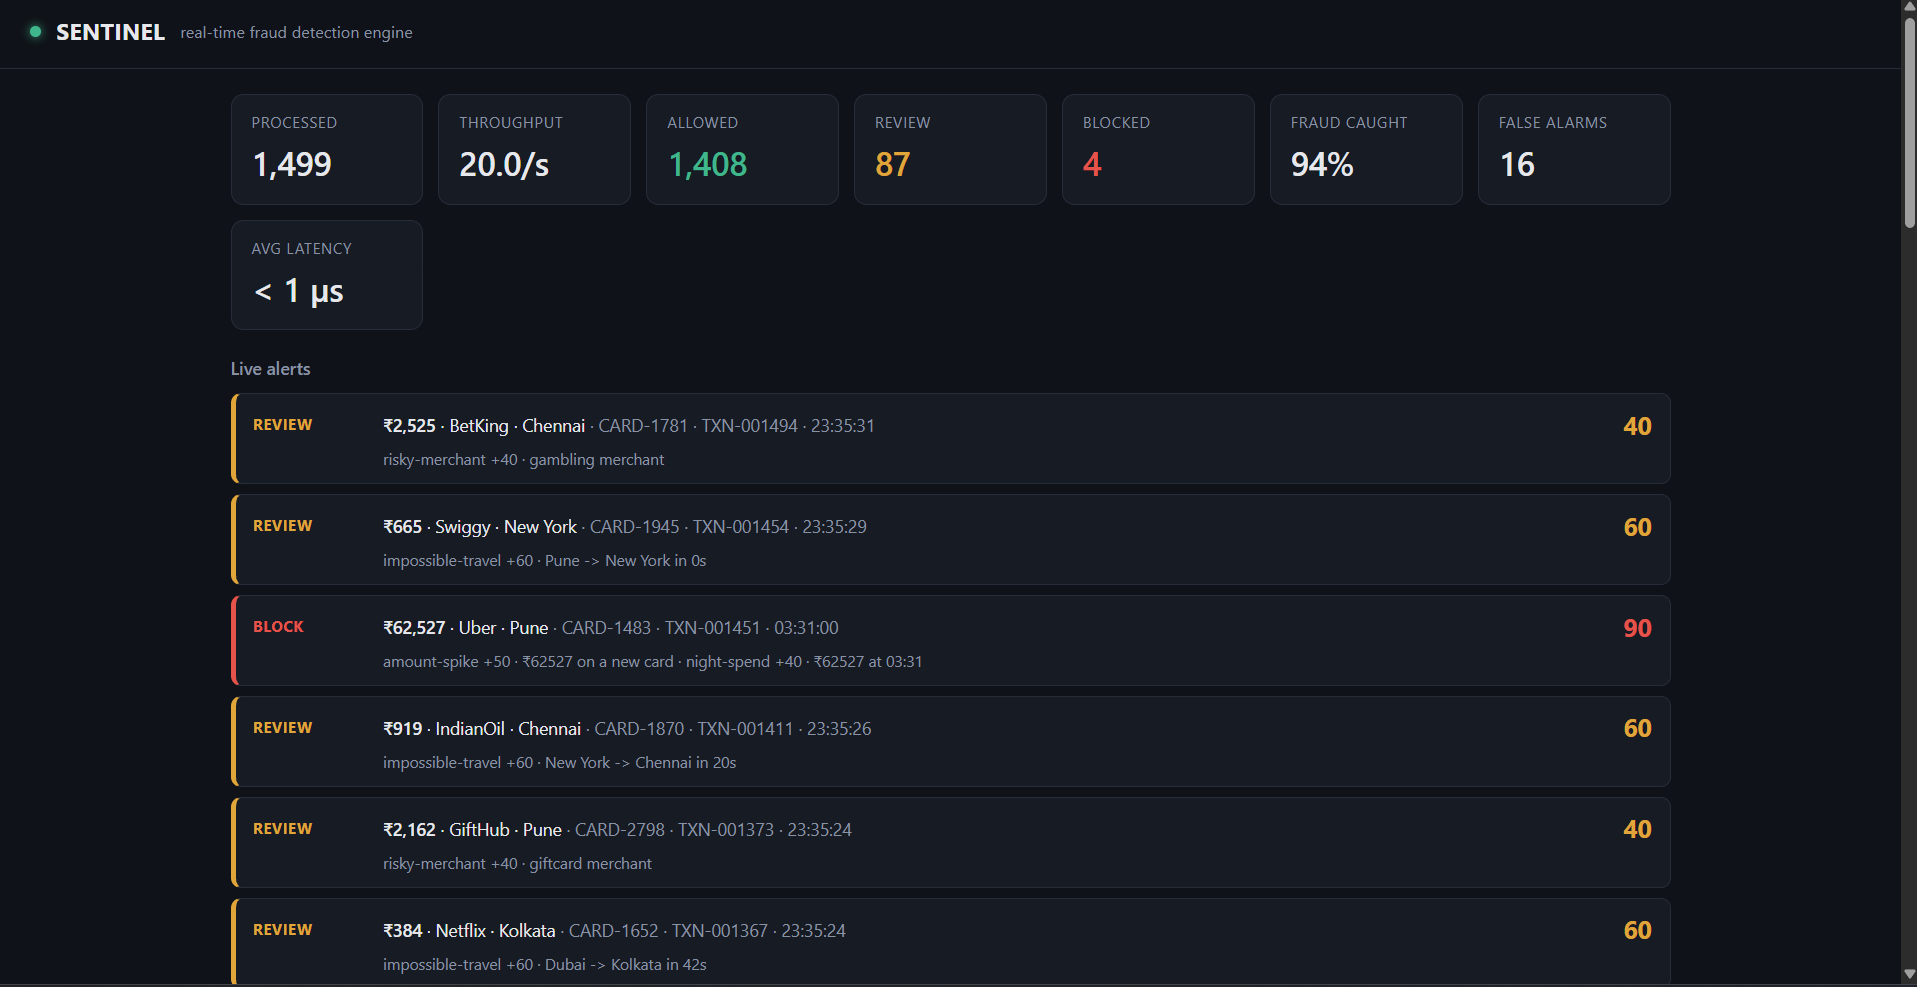 SENTINEL real-time fraud detection engine
PROCESSED
1,499
THROUGHPUT
20.0/s
ALLOWED
1,408
REVIEW
87
BLOCKED
4
FRAUD CAUGHT
94%
FALSE ALARMS
16
AVG LATENCY
< 1 µs
Live alerts
REVIEW ₹2,525 · BetKing · Chennai · CARD-1781 · TXN-001494 · 23:35:31 40
risky-merchant +40 · gambling merchant
REVIEW ₹665 · Swiggy · New York · CARD-1945 · TXN-001454 · 23:35:29 60
impossible-travel +60 · Pune -> New York in 0s
BLOCK ₹62,527 · Uber · Pune · CARD-1483 · TXN-001451 · 03:31:00 90
amount-spike +50 · ₹62527 on a new card · night-spend +40 · ₹62527 at 03:31
REVIEW ₹919 · IndianOil · Chennai · CARD-1870 · TXN-001411 · 23:35:26 60
impossible-travel +60 · New York -> Chennai in 20s
REVIEW ₹2,162 · GiftHub · Pune · CARD-2798 · TXN-001373 · 23:35:24 40
risky-merchant +40 · giftcard merchant
REVIEW ₹384 · Netflix · Kolkata · CARD-1652 · TXN-001367 · 23:35:24 60
impossible-travel +60 · Dubai -> Kolkata in 42s